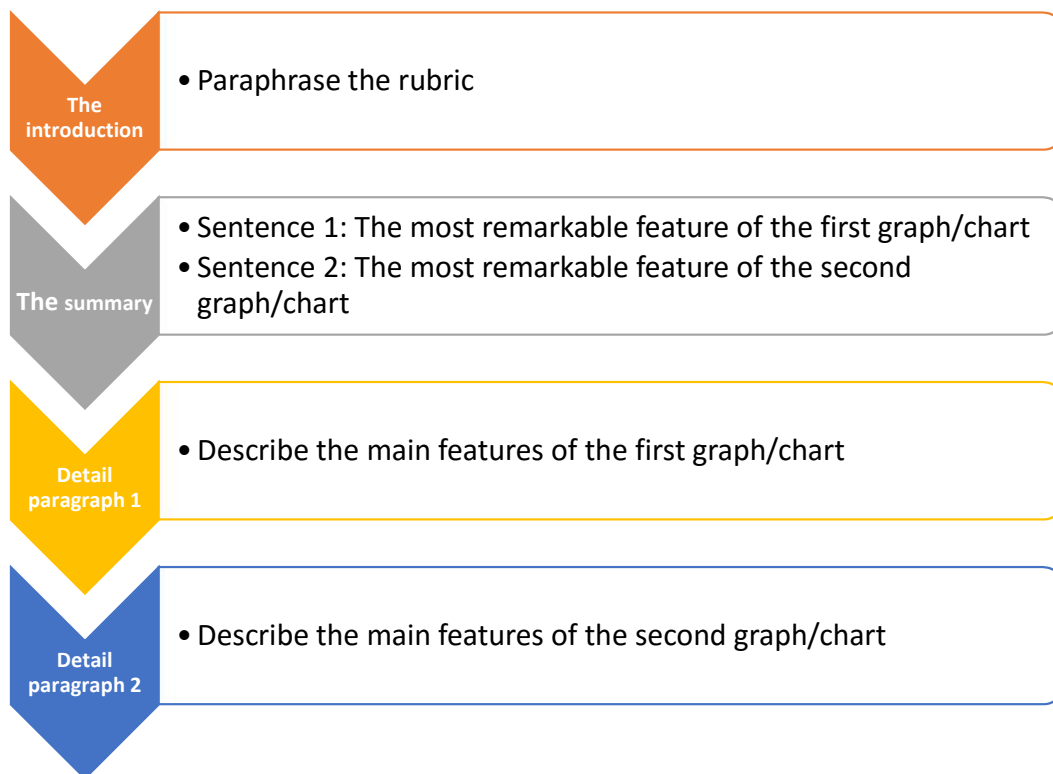 The
introduction
• Paraphrase the rubric
The summary
• Sentence 1: The most remarkable feature of the first graph/chart
• Sentence 2: The most remarkable feature of the second
graph/chart
Detail
paragraph 1
• Describe the main features of the first graph/chart
Detail
paragraph 2
• Describe the main features of the second graph/chart